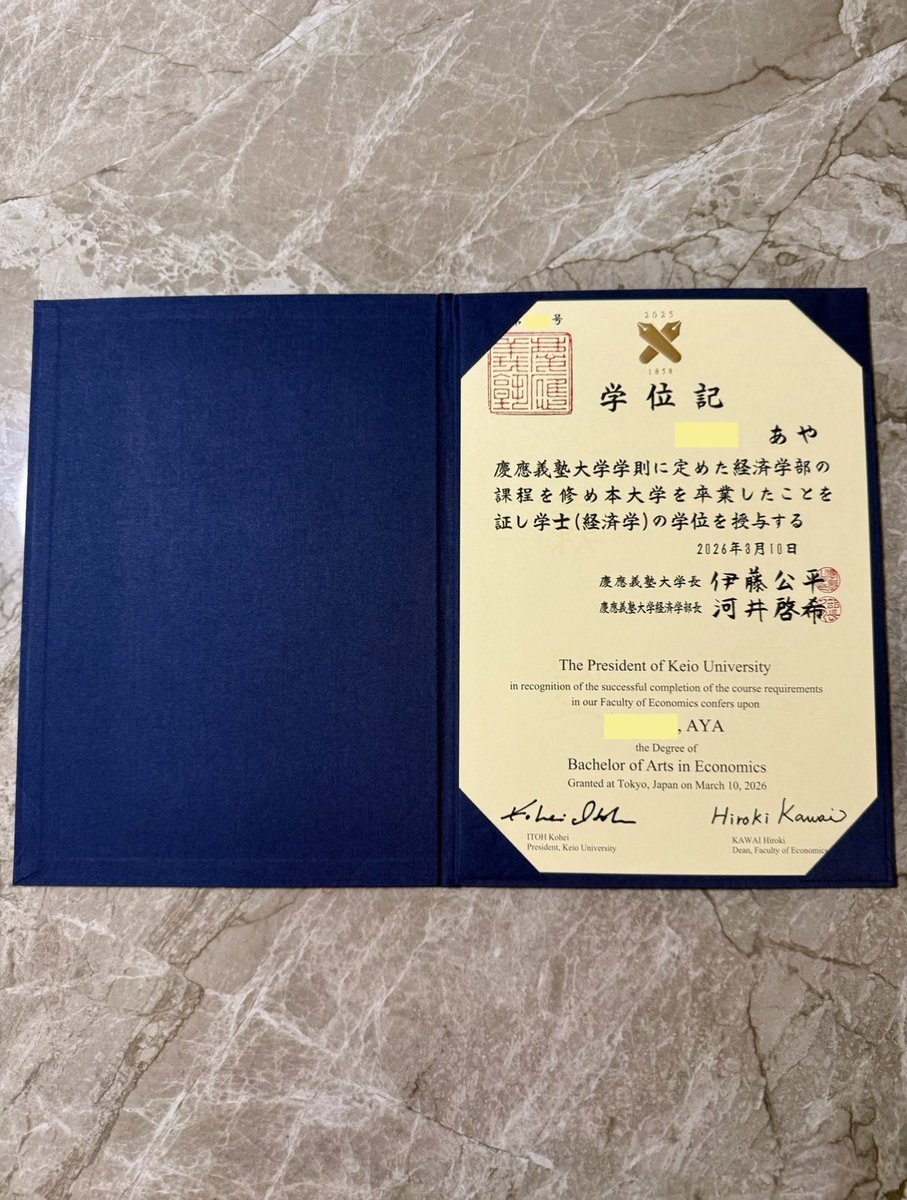 号
2025
1858
慶應
義塾
学位記
あや
慶應義塾大学学則に定めた経済学部の
課程を修め本大学を卒業したことを
証し学士(経済学)の学位を授与する
2026年3月10日
慶應義塾大学長 伊藤公平
慶應義塾大学経済学部長 河井啓希
The President of Keio University
in recognition of the successful completion of the course requirements
in our Faculty of Economics confers upon
, AYA
the Degree of
Bachelor of Arts in Economics
Granted at Tokyo, Japan on March 10, 2026
Kohei Itoh
Hiroki Kawai
ITOH Kohei
President, Keio University
KAWAI Hiroki
Dean, Faculty of Economics